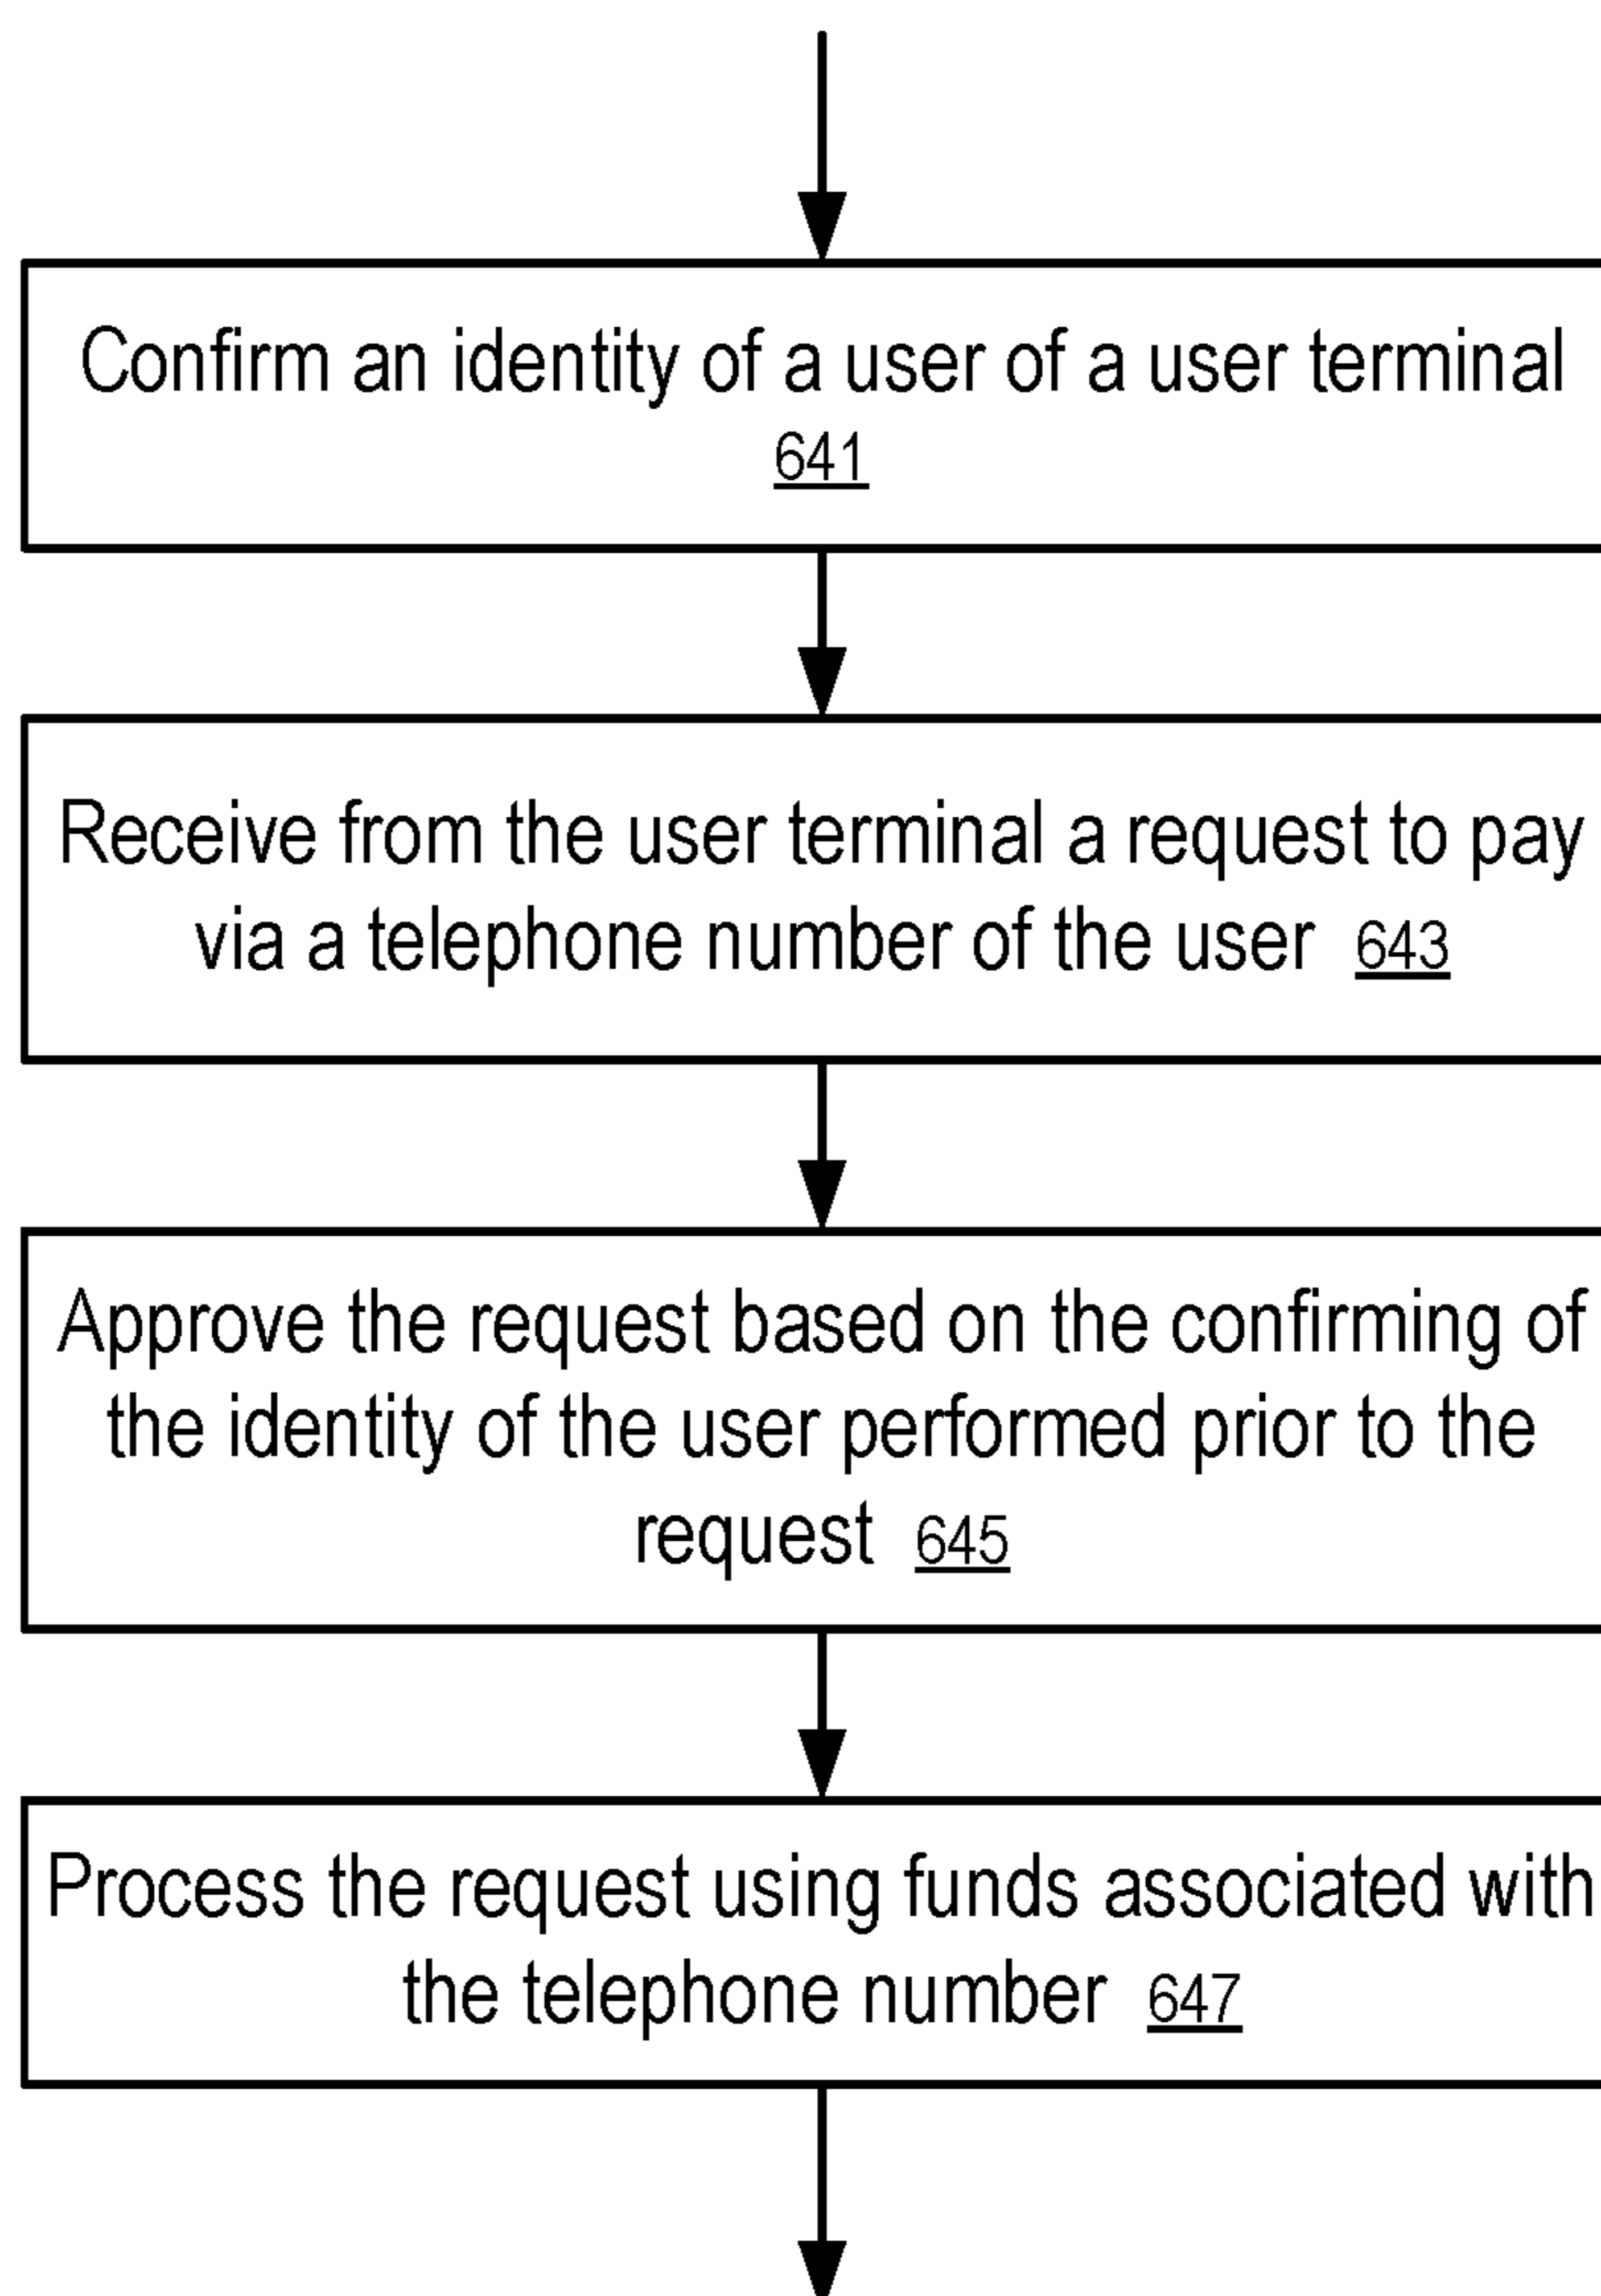 Confirm an identity of a user of a user terminal
641
Receive from the user terminal a request to pay
via a telephone number of the user 643
Approve the request based on the confirming of
the identity of the user performed prior to the
request 645
Process the request using funds associated with
the telephone number 647